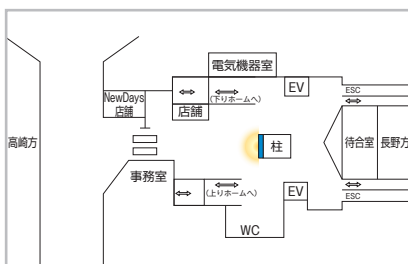 電気機器室
NewDays
店舗
店舗
(下りホームへ)
EV
ESC
高崎方
柱
待合室
長野方
事務室
(上りホームへ)
EV
ESC
WC